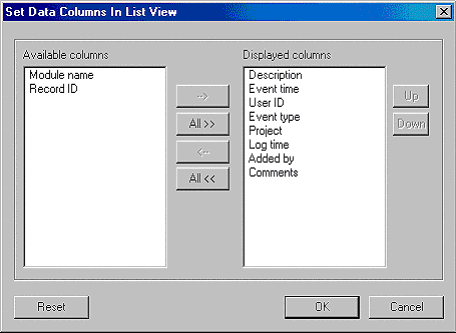 Set Data Columns In List View
Available columns
Module name
Record ID
-->
All >>
<--
All <<
Displayed columns
Description
Event time
User ID
Event type
Project
Log time
Added by
Comments
Up
Down
Reset
OK
Cancel